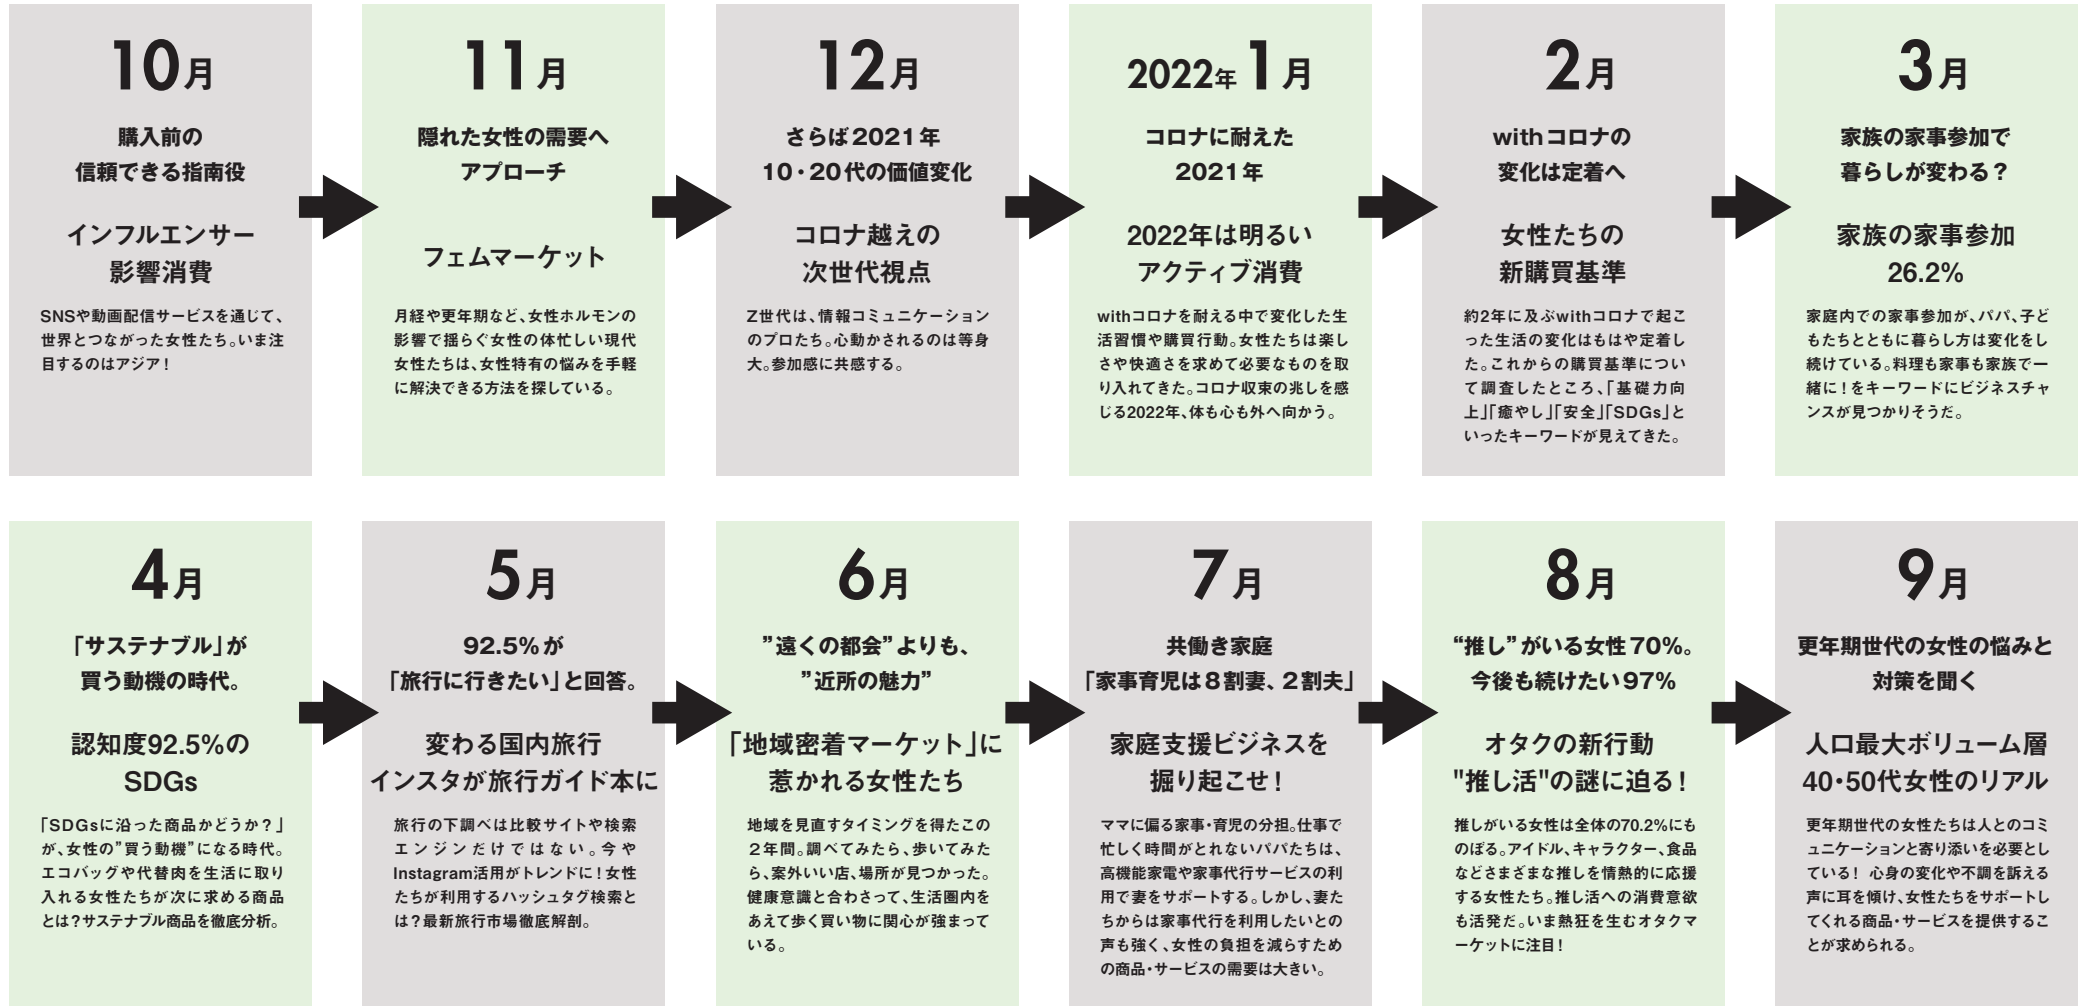 10月
購入前の
信頼できる指南役
インフルエンサー
影響消費
SNSや動画配信サービスを通じて、
世界とつながった女性たち。いま注
目するのはアジア！
11月
隠れた女性の需要へ
アプローチ
フェムマーケット
月経や更年期など、女性ホルモンの
影響で揺らぐ女性の体忙しい現代
女性たちは、女性特有の悩みを手軽
に解決できる方法を探している。
12月
さらば2021年
10・20代の価値変化
コロナ越えの
次世代視点
Z世代は、情報コミュニケーション
のプロたち。心動かされるのは等身
大。参加感に共感する。
2022年1月
コロナに耐えた
2021年
2022年は明るい
アクティブ消費
withコロナを耐える中で変化した生
活習慣や購買行動。女性たちは楽し
さや快適さを求めて必要なものを取
り入れてきた。コロナ収束の兆しを感
じる2022年、体も心も外へ向かう。
2月
withコロナの
変化は定着へ
女性たちの
新購買基準
約2年に及ぶwithコロナで起こ
った生活の変化はもはや定着し
た。これからの購買基準につい
て調査したところ、「基礎力向
上」「癒やし」「安全」「SDGs」と
いったキーワードが見えてきた。
3月
家族の家事参加で
暮らしが変わる？
家族の家事参加
26.2%
家庭内での家事参加が、パパ、子ど
もたちとともに暮らし方は変化をし
続けている。料理も家事も家族で一
緒に！をキーワードにビジネスチャ
ンスが見つかりそうだ。
4月
「サステナブル」が
買う動機の時代。
認知度92.5%の
SDGs
「SDGsに沿った商品かどうか？」
が、女性の”買う動機”になる時代。
エコバッグや代替肉を生活に取り
入れる女性たちが次に求める商品
とは？サステナブル商品を徹底分析。
5月
92.5%が
「旅行に行きたい」と回答。
変わる国内旅行
インスタが旅行ガイド本に
旅行の下調べは比較サイトや検索
エンジンだけではない。今や
Instagram活用がトレンドに！女性
たちが利用するハッシュタグ検索と
は？最新旅行市場徹底解剖。
6月
”遠くの都会”よりも、
”近所の魅力”
「地域密着マーケット」に
惹かれる女性たち
地域を見直すタイミングを得たこの
２年間。調べてみたら、歩いてみた
ら、案外いい店、場所が見つかった。
健康意識と合わさって、生活圏内を
あえて歩く買い物に関心が強まって
いる。
7月
共働き家庭
「家事育児は８割妻、２割夫」
家庭支援ビジネスを
掘り起こせ！
ママに偏る家事・育児の分担。仕事で
忙しく時間がとれないパパたちは、
高機能家電や家事代行サービスの利
用で妻をサポートする。しかし、妻た
ちからは家事代行を利用したいとの
声も強く、女性の負担を減らすため
の商品・サービスの需要は大きい。
8月
“推し”がいる女性70%。
今後も続けたい97%
オタクの新行動
"推し活"の謎に迫る！
推しがいる女性は全体の70.2%にも
のぼる。アイドル、キャラクター、食品
などさまざまな推しを情熱的に応援
する女性たち。推し活への消費意欲
も活発だ。いま熱狂を生むオタクマ
ーケットに注目！
9月
更年期世代の女性の悩みと
対策を聞く
人口最大ボリューム層
40・50代女性のリアル
更年期世代の女性たちは人とのコミ
ュニケーションと寄り添いを必要とし
ている！ 心身の変化や不調を訴える
声に耳を傾け、女性たちをサポートし
てくれる商品・サービスを提供するこ
とが求められる。